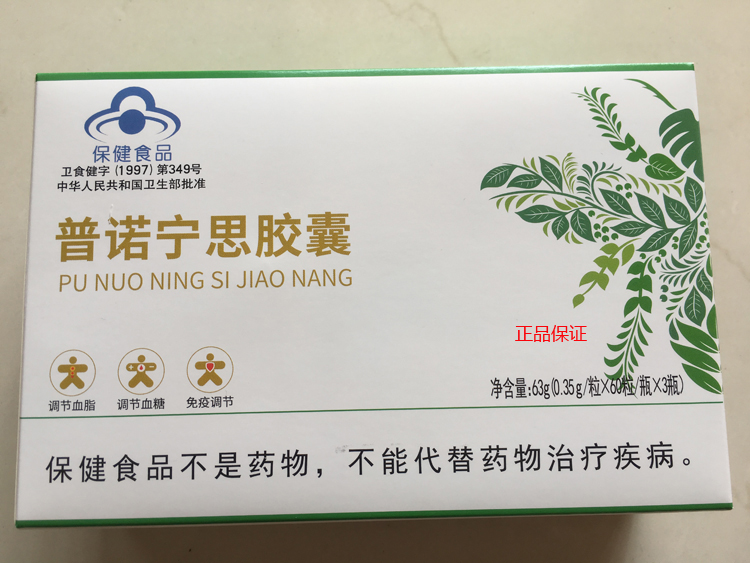 保健食品
卫食健字 (1997) 第349号
中华人民共和国卫生部批准
普诺宁思胶囊
PU NUO NING SI JIAO NANG
正品保证
调节血脂 调节血糖 免疫调节
净含量:63g(0.35g/粒×60粒/瓶×3瓶)
保健食品不是药物，不能代替药物治疗疾病。